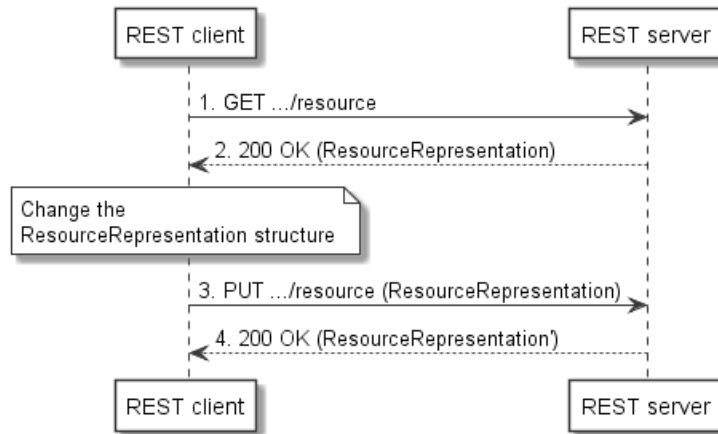 REST client
REST server
1. GET .../resource
2. 200 OK (ResourceRepresentation)
Change the
ResourceRepresentation structure
3. PUT .../resource (ResourceRepresentation)
4. 200 OK (ResourceRepresentation')
REST client
REST server